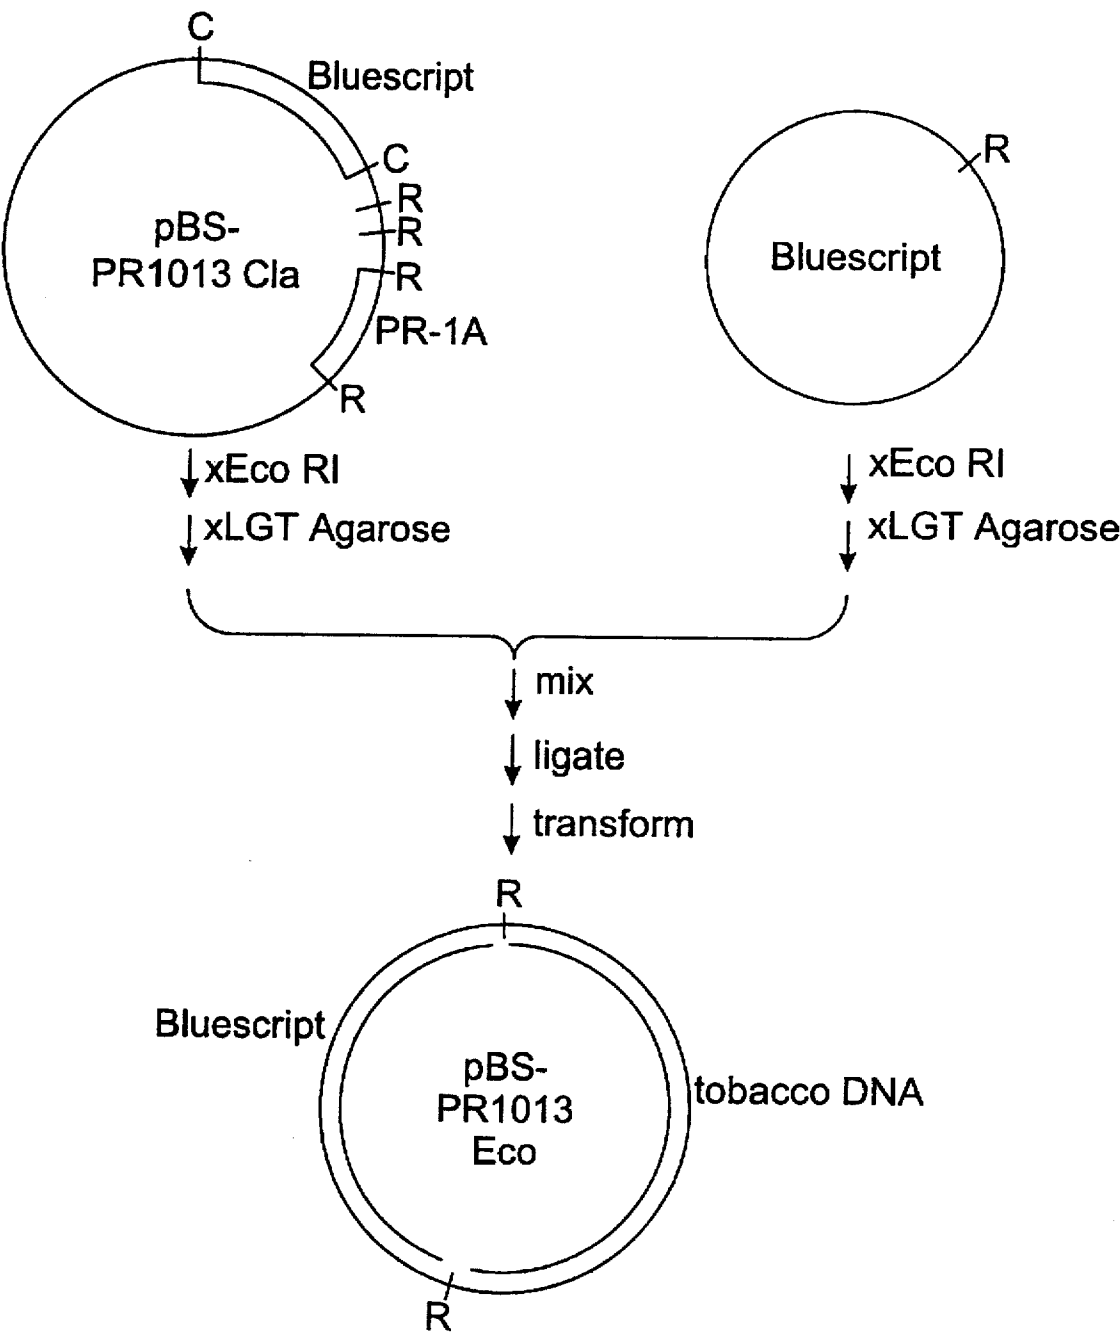 C
Bluescript
C
R
R
R
pBS-
PR1013 Cla
PR-1A
R
R
Bluescript
xEco RI
xLGT Agarose
xEco RI
xLGT Agarose
mix
ligate
transform
R
Bluescript
pBS-
PR1013
Eco
tobacco DNA
R